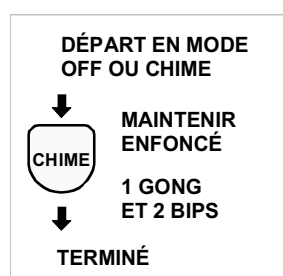 DÉPART EN MODE
OFF OU CHIME
MAINTENIR
ENFONCÉ
CHIME
1 GONG
ET 2 BIPS
TERMINÉ